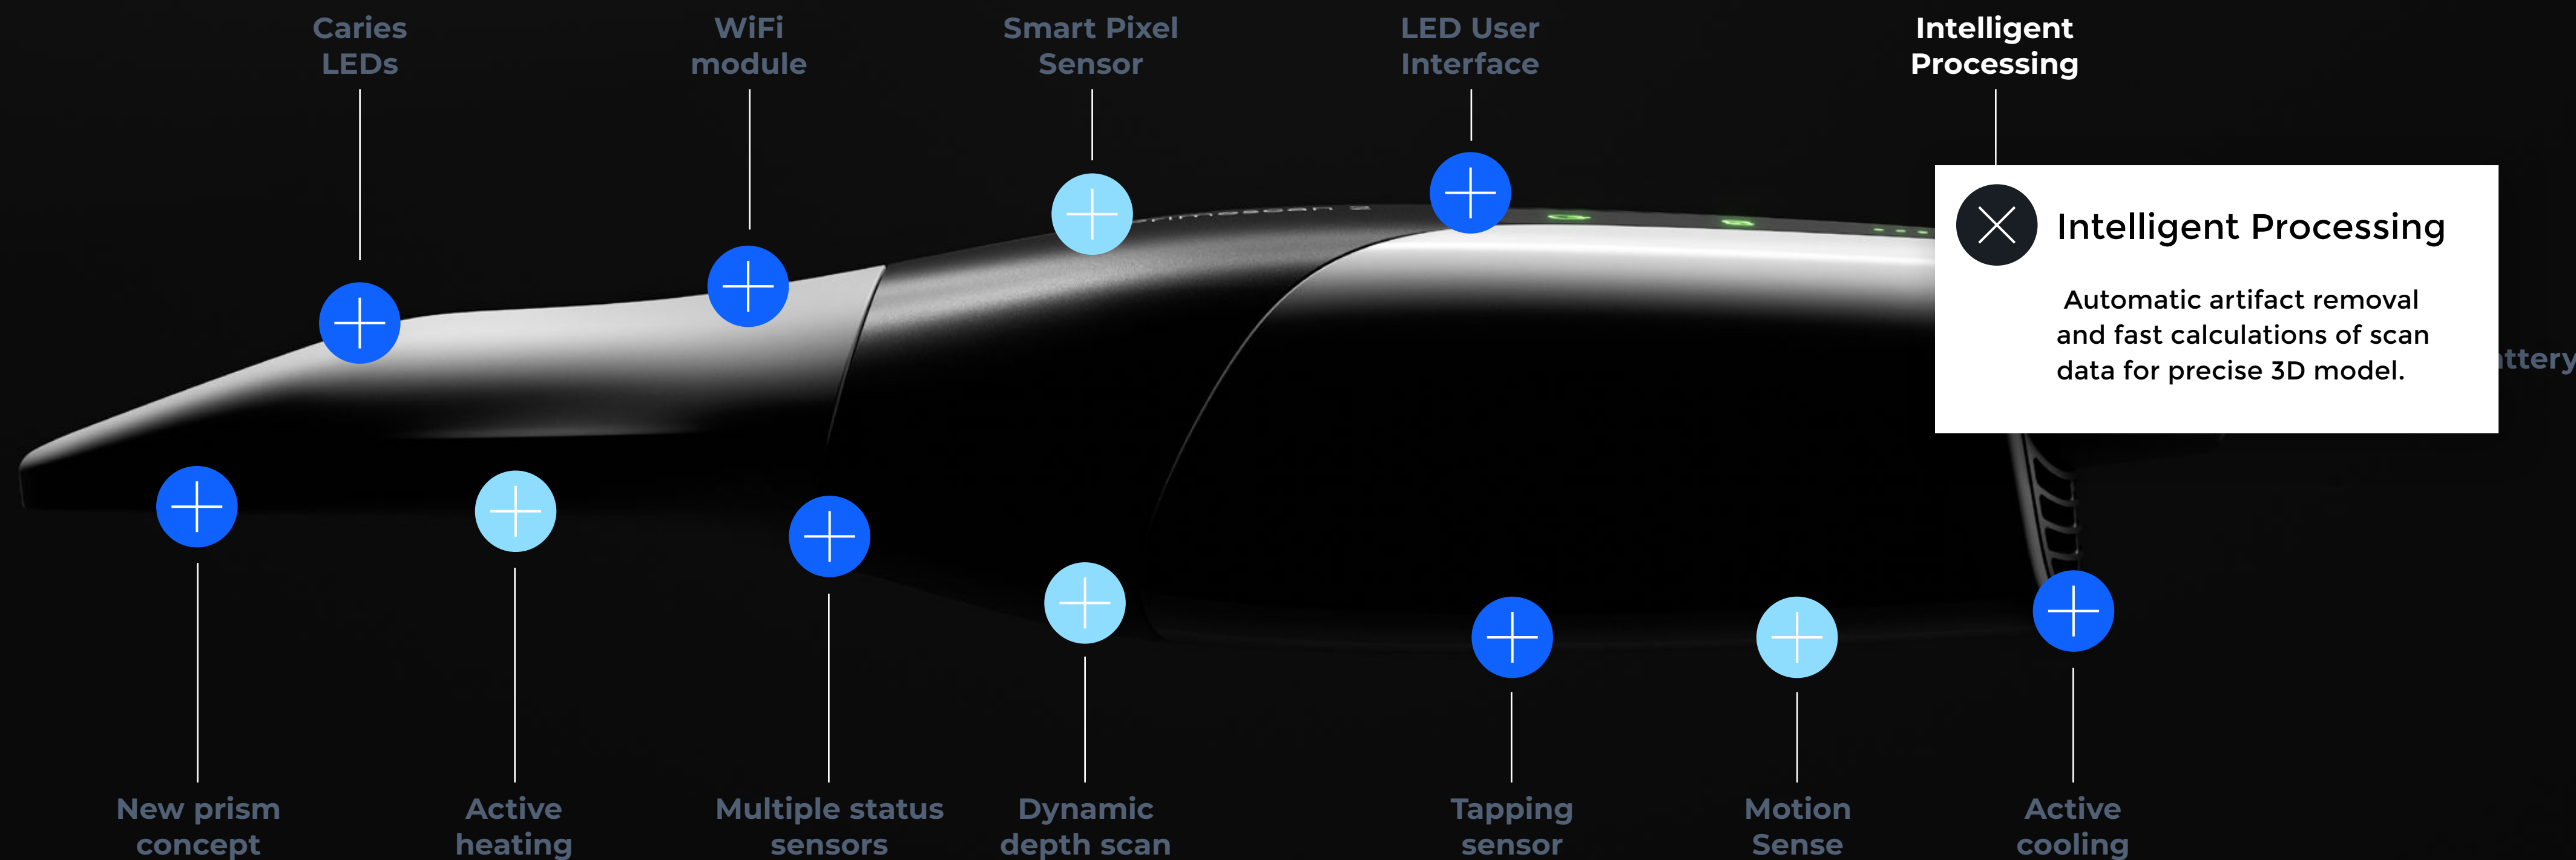 Caries
LEDs
WiFi
module
Smart Pixel
Sensor
LED User
Interface
Intelligent
Processing
primescan 2
Intelligent Processing
Automatic artifact removal
and fast calculations of scan
data for precise 3D model.
New prism
concept
Active
heating
Multiple status
sensors
Dynamic
depth scan
Tapping
sensor
Motion
Sense
Active
cooling